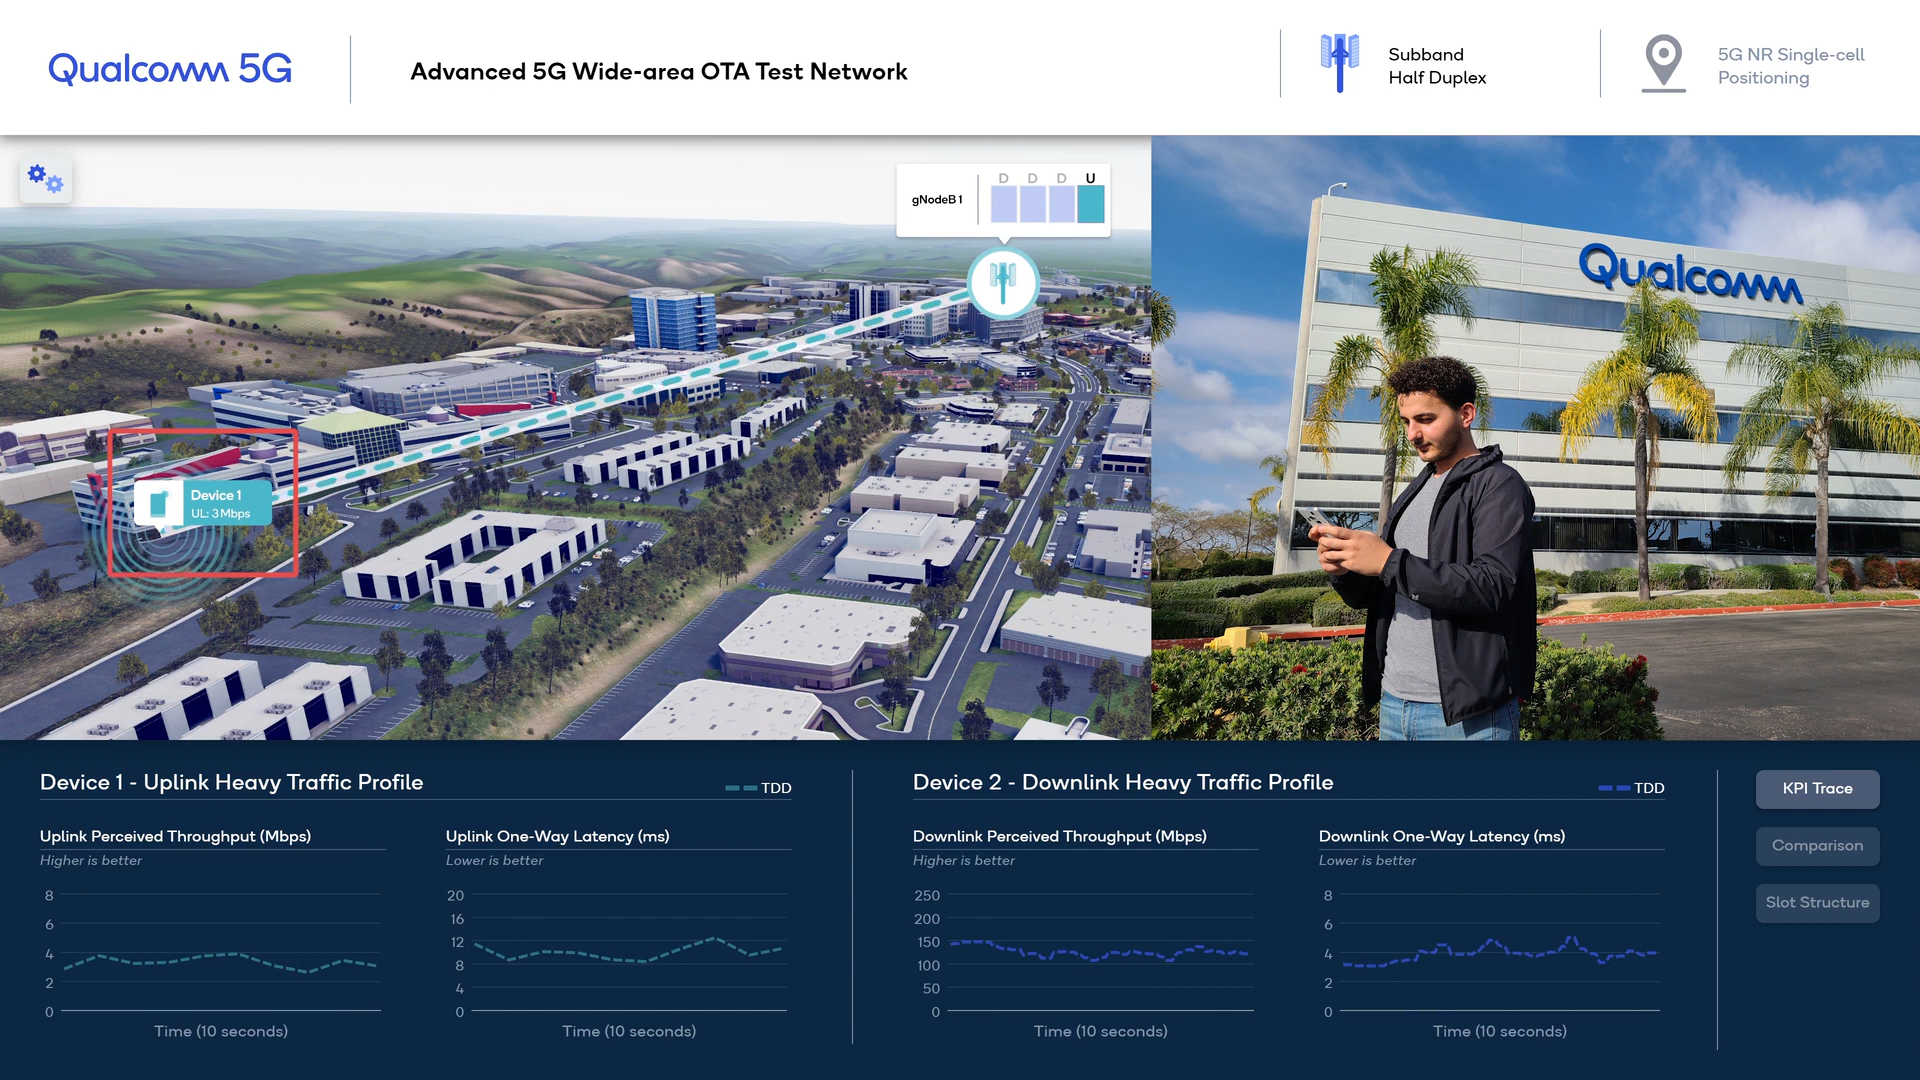 Qualcomm 5G
Advanced 5G Wide-area OTA Test Network
Subband
Half Duplex
5G NR Single-cell
Positioning
gNodeB 1
D D D U
Device 1
UL: 3 Mbps
Qualcomm
Device 1 - Uplink Heavy Traffic Profile
TDD
Uplink Perceived Throughput (Mbps)
Higher is better
8
6
4
2
0
Time (10 seconds)
Uplink One-Way Latency (ms)
Lower is better
20
16
12
8
4
0
Time (10 seconds)
Device 2 - Downlink Heavy Traffic Profile
TDD
Downlink Perceived Throughput (Mbps)
Higher is better
250
200
150
100
50
0
Time (10 seconds)
Downlink One-Way Latency (ms)
Lower is better
8
6
4
2
0
Time (10 seconds)
KPI Trace
Comparison
Slot Structure